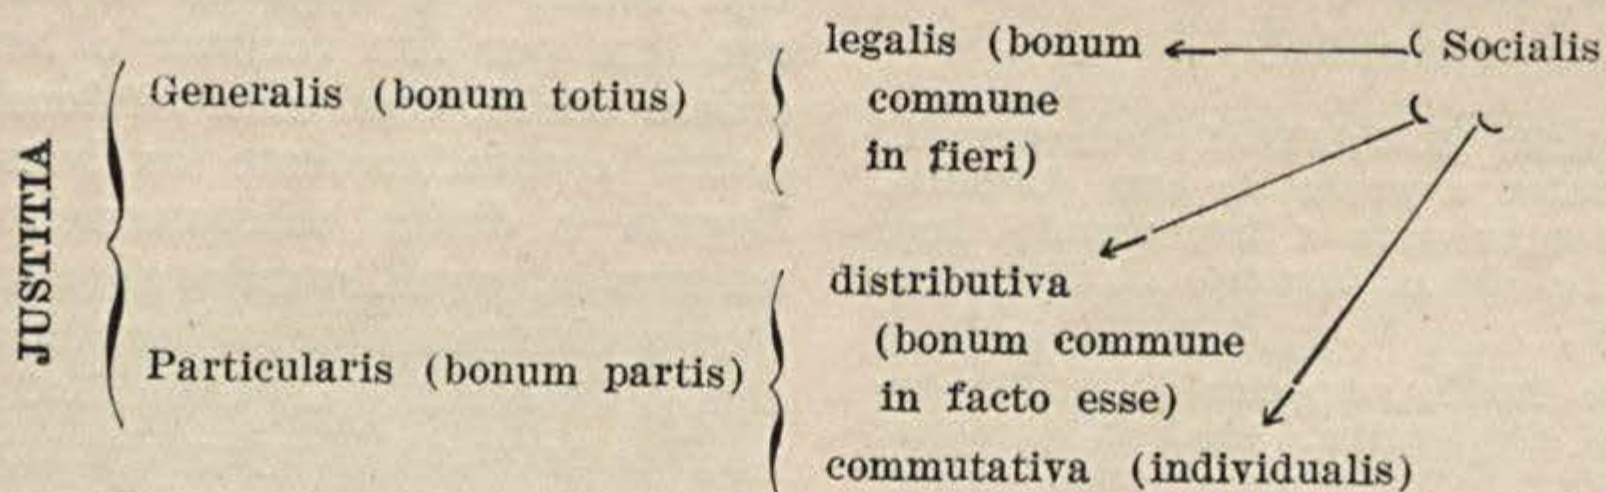 JUSTITIA
Generalis (bonum totius)
legalis (bonum
commune
in fieri)
Socialis
Particularis (bonum partis)
distributiva
(bonum commune
in facto esse)
commutativa (individualis)